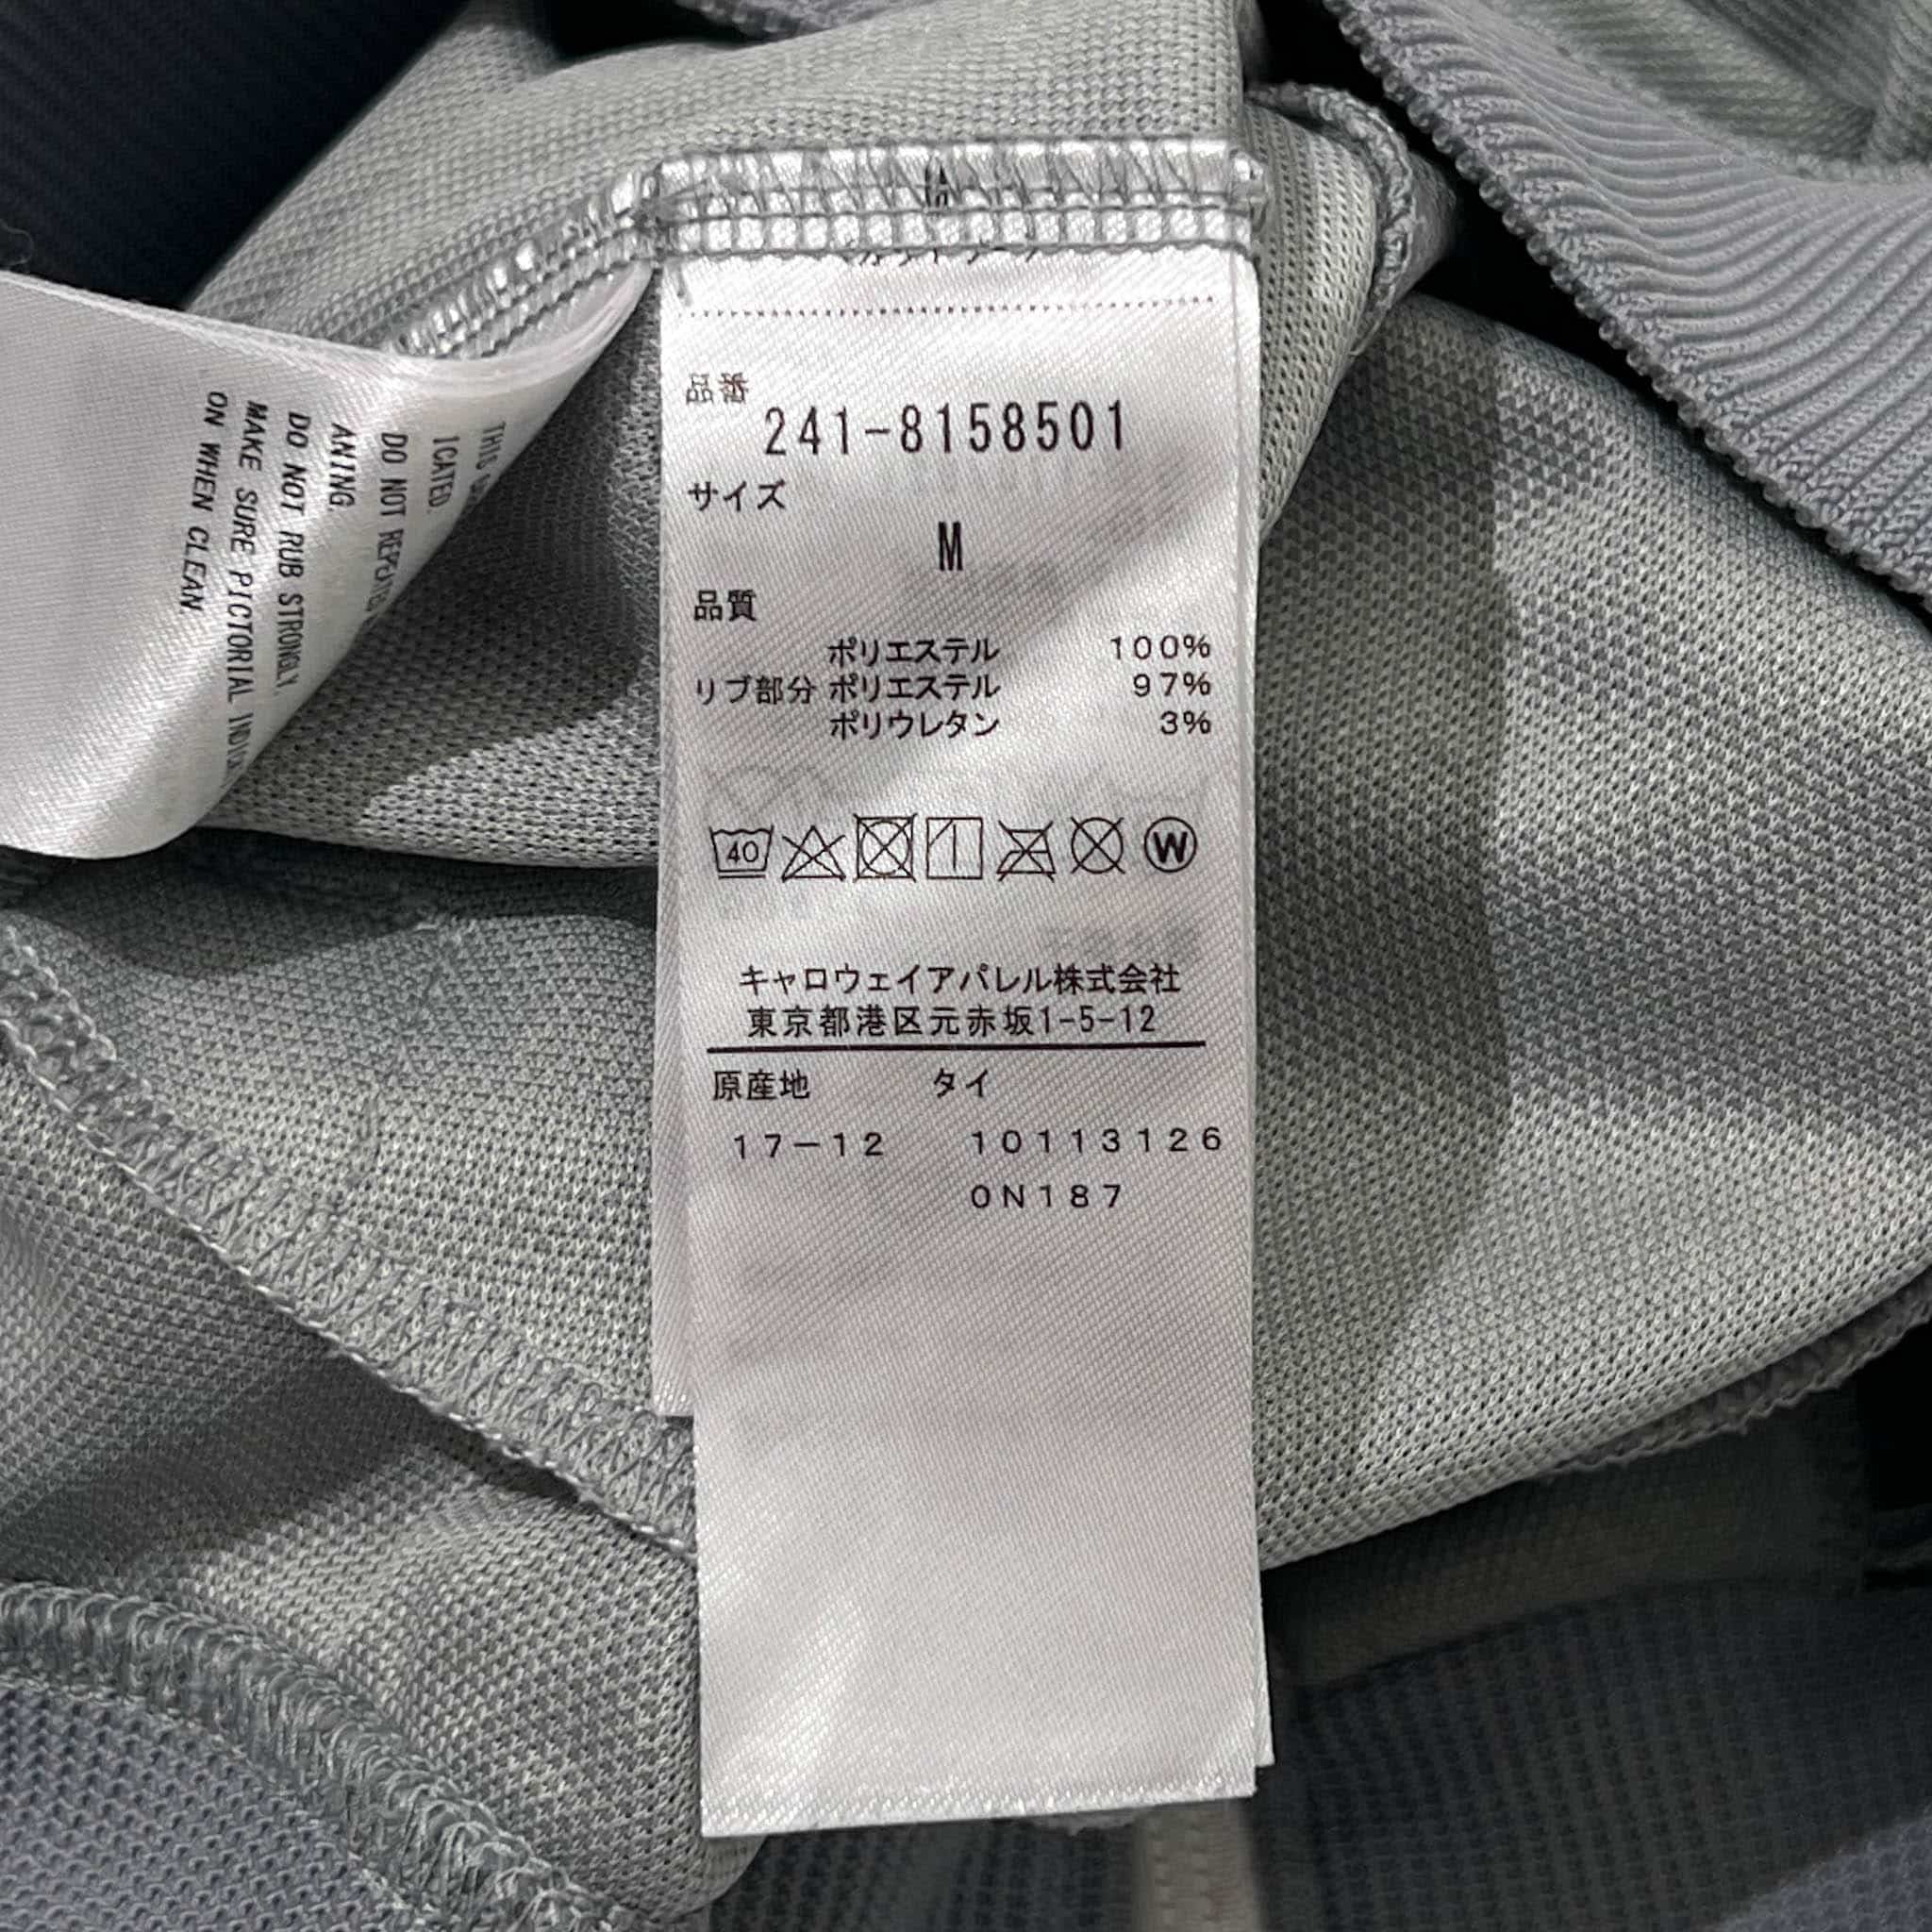 品番
241-8158501
サイズ
M
品質
ポリエステル 100%
リブ部分 ポリエステル 97%
ポリウレタン 3%
40
W
キャロウェイアパレル株式会社
東京都港区元赤坂1-5-12
原産地 タイ
17-12 10113126
0N187
THIS
ICATED
DO NOT
ANING
DO NOT RUB STRONGLY.
MAKE SURE PICTORIAL
ON WHEN CLEAN